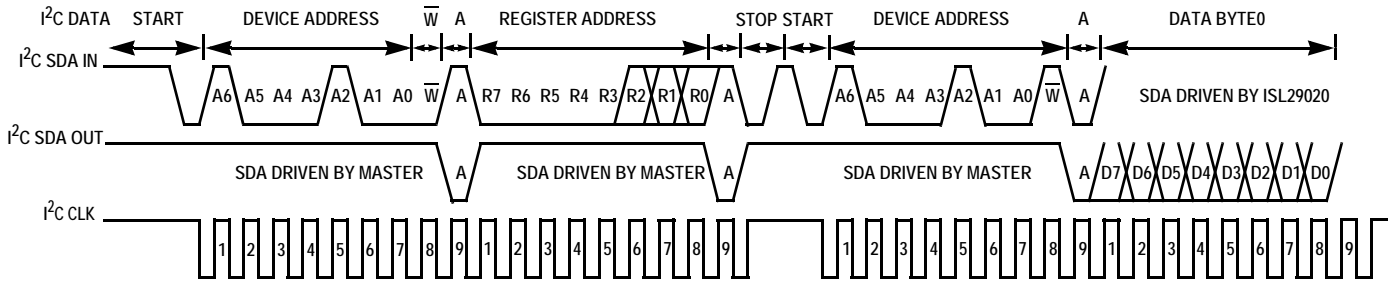 I²C DATA START DEVICE ADDRESS W̅ A REGISTER ADDRESS A STOP START DEVICE ADDRESS A DATA BYTE0
I²C SDA IN
A6 A5 A4 A3 A2 A1 A0 W̅ A R7 R6 R5 R4 R3 R2 R1 R0 A A6 A5 A4 A3 A2 A1 A0 W̅ A SDA DRIVEN BY ISL29020
I²C SDA OUT
SDA DRIVEN BY MASTER A SDA DRIVEN BY MASTER A SDA DRIVEN BY MASTER A D7 D6 D5 D4 D3 D2 D1 D0
I²C CLK
1 2 3 4 5 6 7 8 9 1 2 3 4 5 6 7 8 9 1 2 3 4 5 6 7 8 9 1 2 3 4 5 6 7 8 9